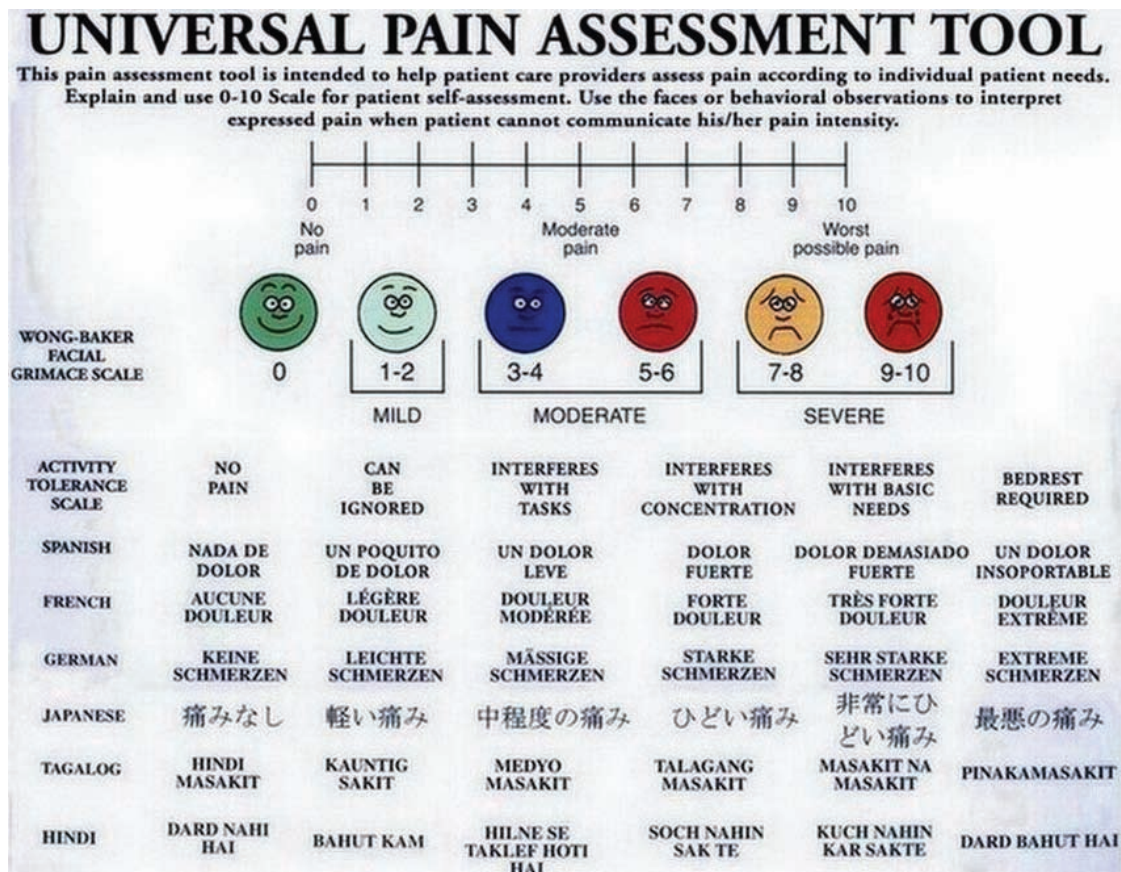 UNIVERSAL PAIN ASSESSMENT TOOL
This pain assessment tool is intended to help patient care providers assess pain according to individual patient needs.
Explain and use 0-10 Scale for patient self-assessment. Use the faces or behavioral observations to interpret
expressed pain when patient cannot communicate his/her pain intensity.
0 1 2 3 4 5 6 7 8 9 10
No Moderate Worst
pain pain possible pain
WONG-BAKER
FACIAL
GRIMACE SCALE
0 1-2 3-4 5-6 7-8 9-10
MILD MODERATE SEVERE
ACTIVITY
TOLERANCE
SCALE
NO
PAIN
CAN
BE
IGNORED
INTERFERES
WITH
TASKS
INTERFERES
WITH
CONCENTRATION
INTERFERES
WITH BASIC
NEEDS
BEDREST
REQUIRED
SPANISH
NADA DE
DOLOR
UN POQUITO
DE DOLOR
UN DOLOR
LEVE
DOLOR
FUERTE
DOLOR DEMASIADO
FUERTE
UN DOLOR
INSOPORTABLE
FRENCH
AUCUNE
DOULEUR
LÉGÈRE
DOULEUR
DOULEUR
MODÉRÉE
FORTE
DOULEUR
TRÈS FORTE
DOULEUR
DOULEUR
EXTRÊME
GERMAN
KEINE
SCHMERZEN
LEICHTE
SCHMERZEN
MÄSSIGE
SCHMERZEN
STARKE
SCHMERZEN
SEHR STARKE
SCHMERZEN
EXTREME
SCHMERZEN
JAPANESE
痛みなし
軽い痛み
中程度の痛み
ひどい痛み
非常にひ
どい痛み
最悪の痛み
TAGALOG
HINDI
MASAKIT
KAUNTIG
SAKIT
MEDYO
MASAKIT
TALAGANG
MASAKIT
MASAKIT NA
MASAKIT
PINAKAMASAKIT
HINDI
DARD NAHI
HAI
BAHUT KAM
HILNE SE
TAKLEF HOTI
HAI
SOCH NAHIN
SAK TE
KUCH NAHIN
KAR SAKTE
DARD BAHUT HAI